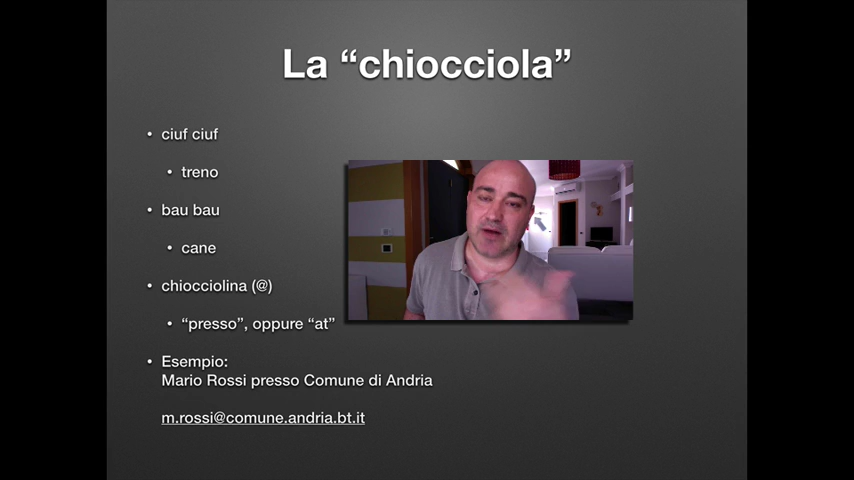 La “chiocciola”
• ciuf ciuf
• treno
• bau bau
• cane
• chiocciolina (@)
• “presso”, oppure “at”
• Esempio:
Mario Rossi presso Comune di Andria
m.rossi@comune.andria.bt.it